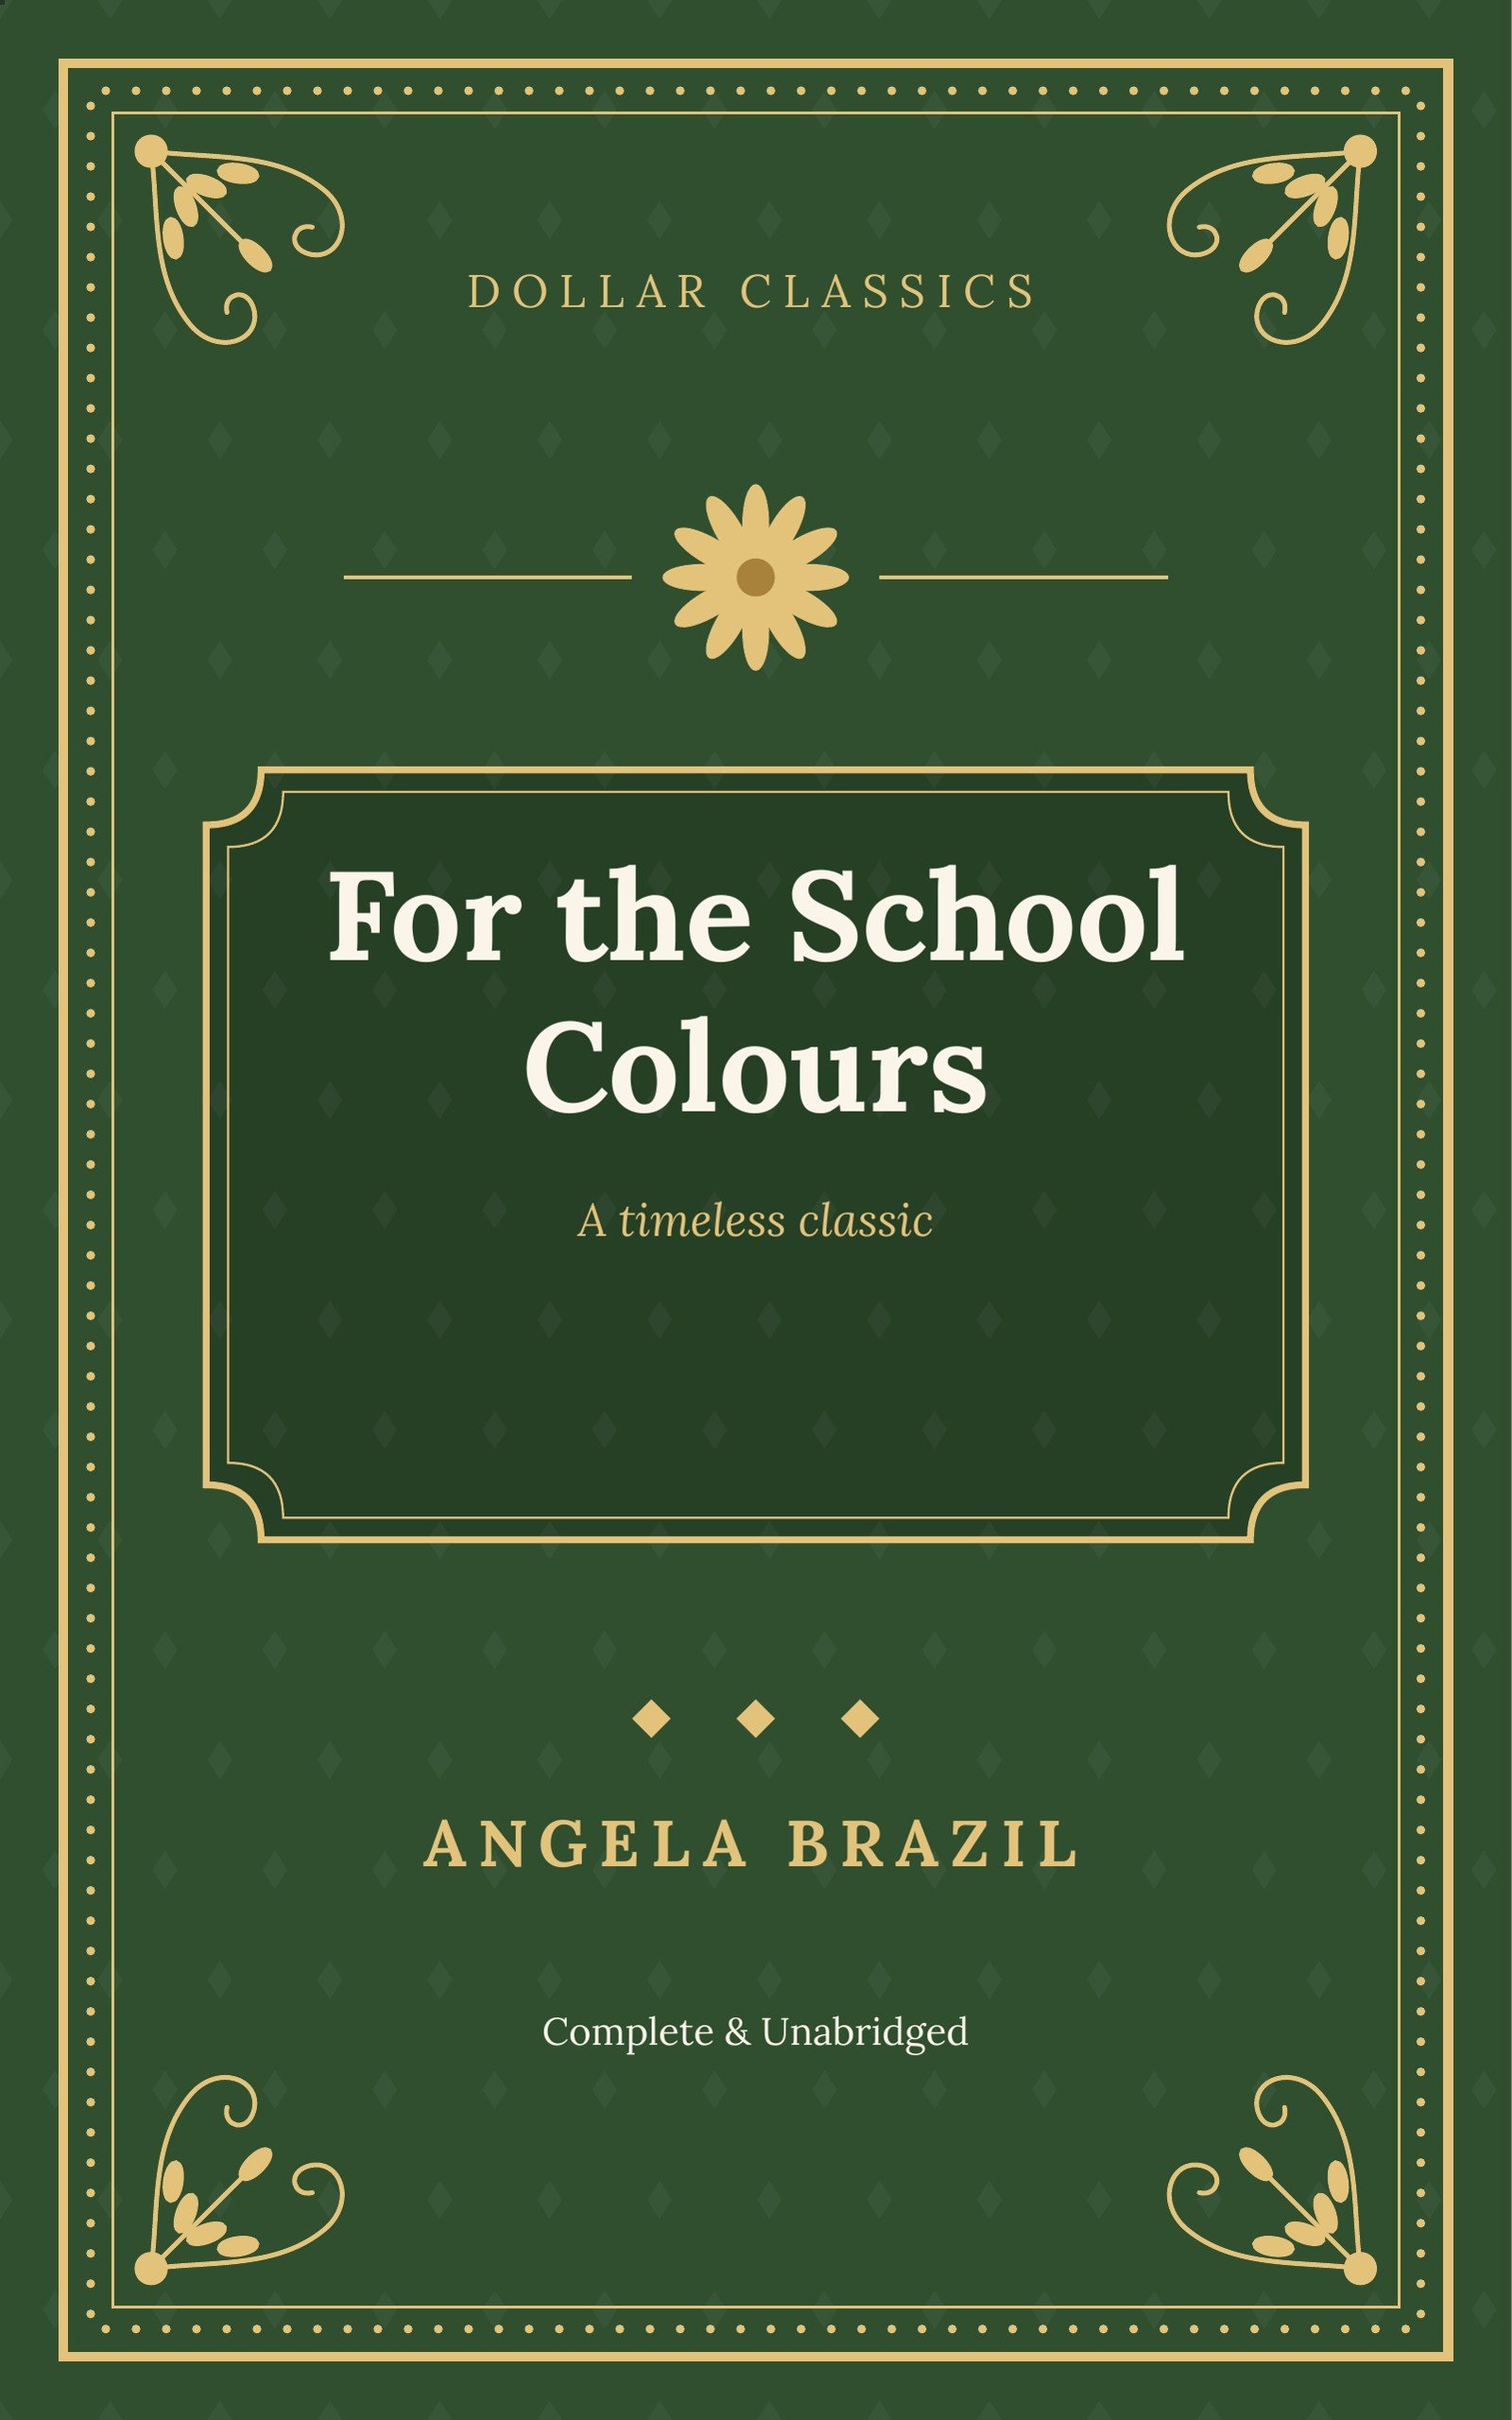 DOLLAR CLASSICS
For the School
Colours
A timeless classic
ANGELA BRAZIL
Complete & Unabridged